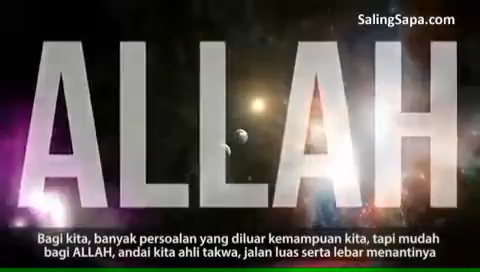 SalingSapa.com
ALLAH
Bagi kita, banyak persoalan yang diluar kemampuan kita, tapi mudah
bagi ALLAH, andai kita ahli takwa, jalan luas serta lebar menantinya